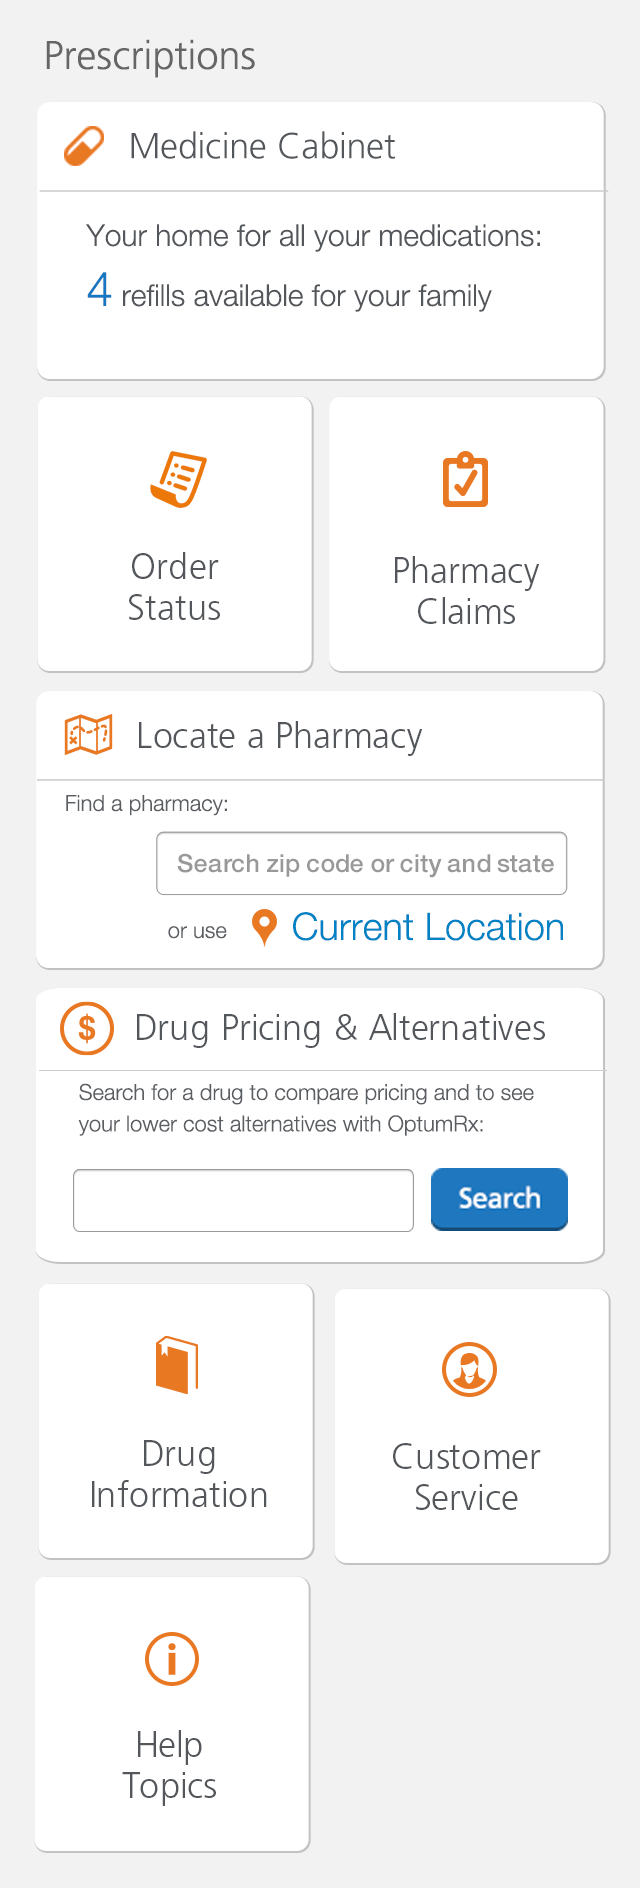 Prescriptions
Medicine Cabinet
Your home for all your medications:
4 refills available for your family
Order
Status
Pharmacy
Claims
Locate a Pharmacy
Find a pharmacy:
Search zip code or city and state
or use Current Location
$ Drug Pricing & Alternatives
Search for a drug to compare pricing and to see
your lower cost alternatives with OptumRx:
Search
Drug
Information
Customer
Service
i
Help
Topics